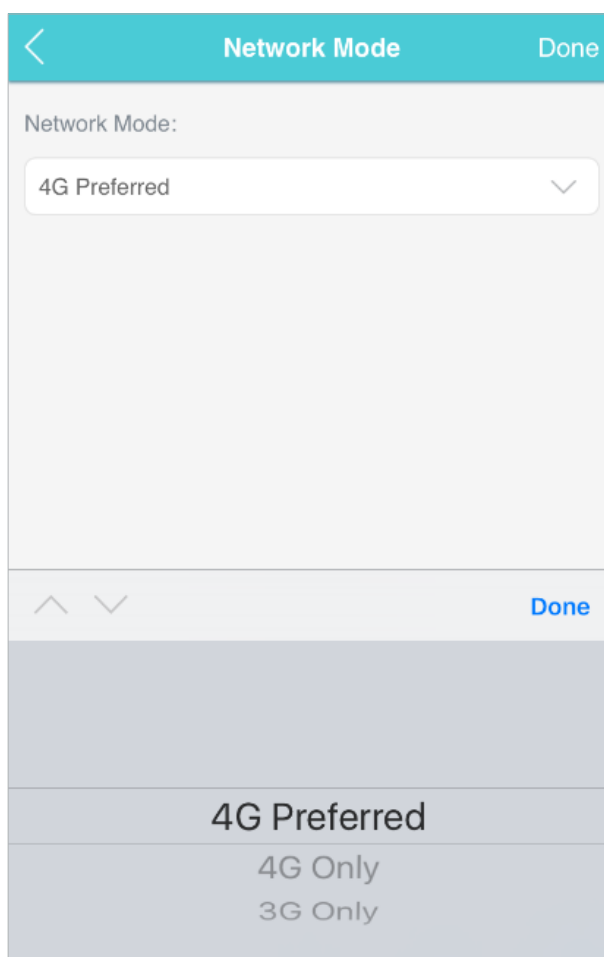 Network Mode Done
Network Mode:
4G Preferred
Done
4G Preferred
4G Only
3G Only